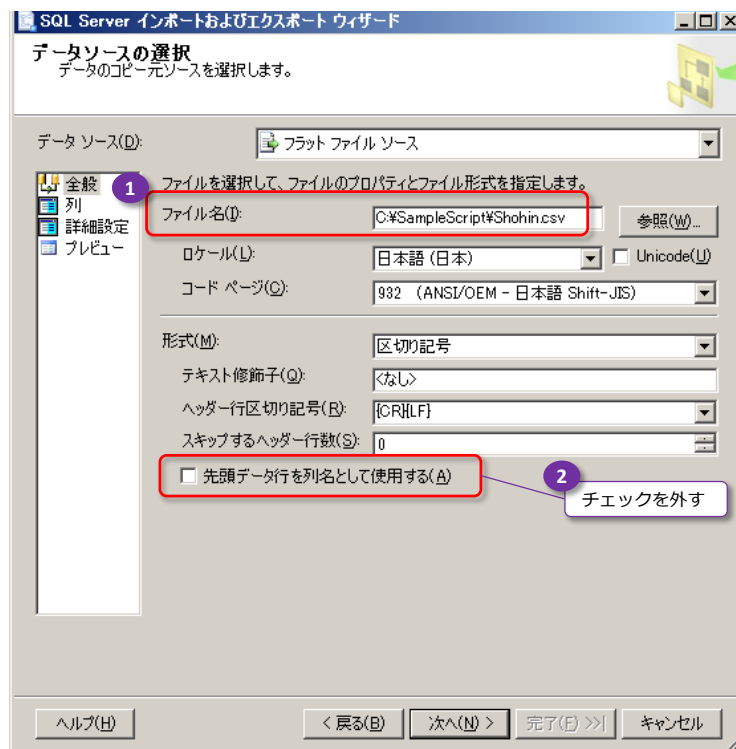 SQL Server インポートおよびエクスポート ウィザード
データソースの選択
データのコピー元ソースを選択します。
データ ソース(D):
フラット ファイル ソース
全般
列
詳細設定
プレビュー
1
ファイルを選択して、ファイルのプロパティとファイル形式を指定します。
ファイル名(I):
C:¥SampleScript¥Shohin.csv
参照(W)...
ロケール(L):
日本語 (日本)
Unicode(U)
コード ページ(C):
932 (ANSI/OEM - 日本語 Shift-JIS)
形式(M):
区切り記号
テキスト修飾子(Q):
<なし>
ヘッダー行区切り記号(R):
{CR}{LF}
スキップするヘッダー行数(S):
0
先頭データ行を列名として使用する(A)
2
チェックを外す
ヘルプ(H)
< 戻る(B)
次へ(N) >
完了(F) >>|
キャンセル